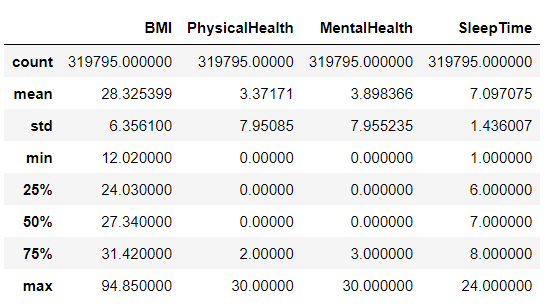 BMI PhysicalHealth MentalHealth SleepTime
count 319795.000000 319795.00000 319795.000000 319795.000000
mean 28.325399 3.37171 3.898366 7.097075
std 6.356100 7.95085 7.955235 1.436007
min 12.020000 0.00000 0.000000 1.000000
25% 24.030000 0.00000 0.000000 6.000000
50% 27.340000 0.00000 0.000000 7.000000
75% 31.420000 2.00000 3.000000 8.000000
max 94.850000 30.00000 30.000000 24.000000